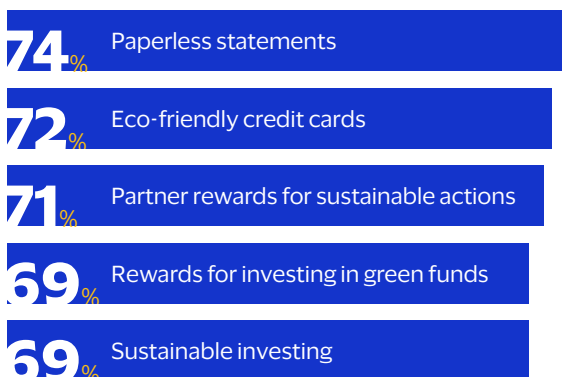 74% Paperless statements
72% Eco-friendly credit cards
71% Partner rewards for sustainable actions
69% Rewards for investing in green funds
69% Sustainable investing